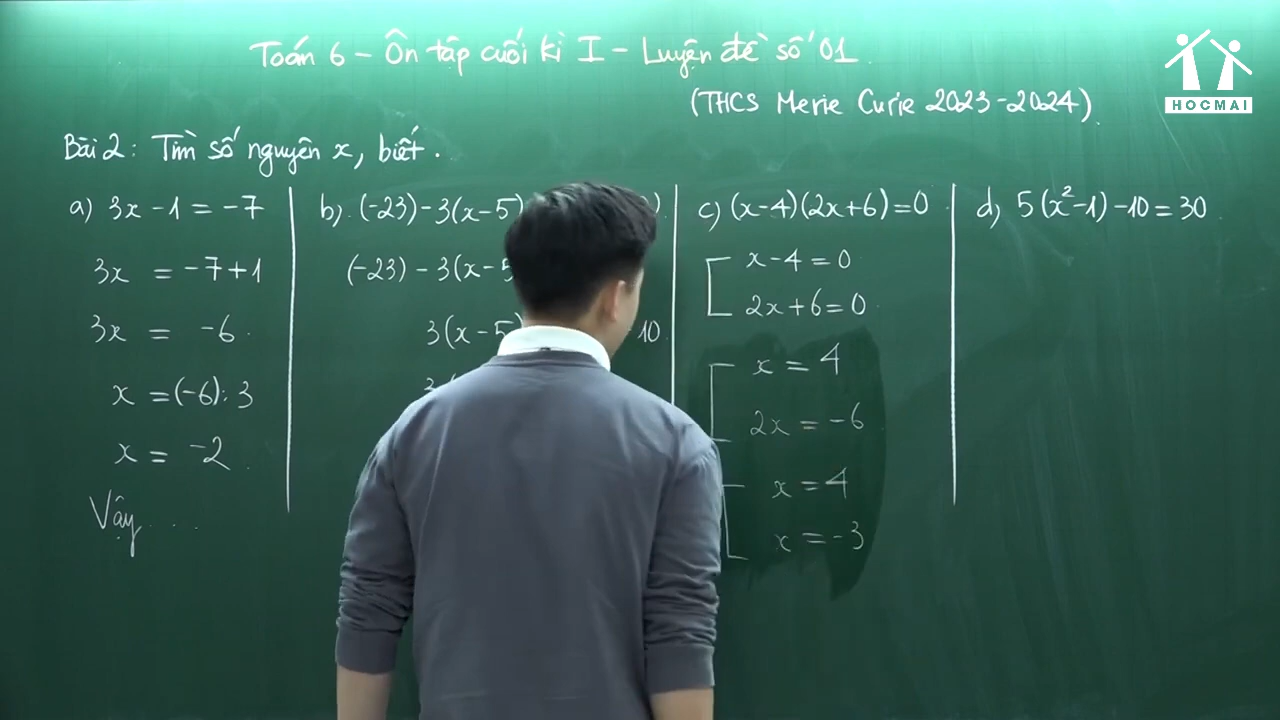 Toán 6 - Ôn tập cuối kì I - Luyện đề số 01
(THCS Merie Curie 2023-2024)
HOCMAI
Bài 2: Tìm số nguyên x, biết.
a) 3x - 1 = -7
3x = -7+1
3x = -6
x = (-6): 3
x = -2
Vậy ....
b) (-23) - 3(x-5)
(-23) - 3(x-5
3(x-5) 10
c) (x-4)(2x+6)=0
x-4=0
2x+6=0
x = 4
2x = -6
x = 4
x = -3
d) 5(x²-1)-10=30